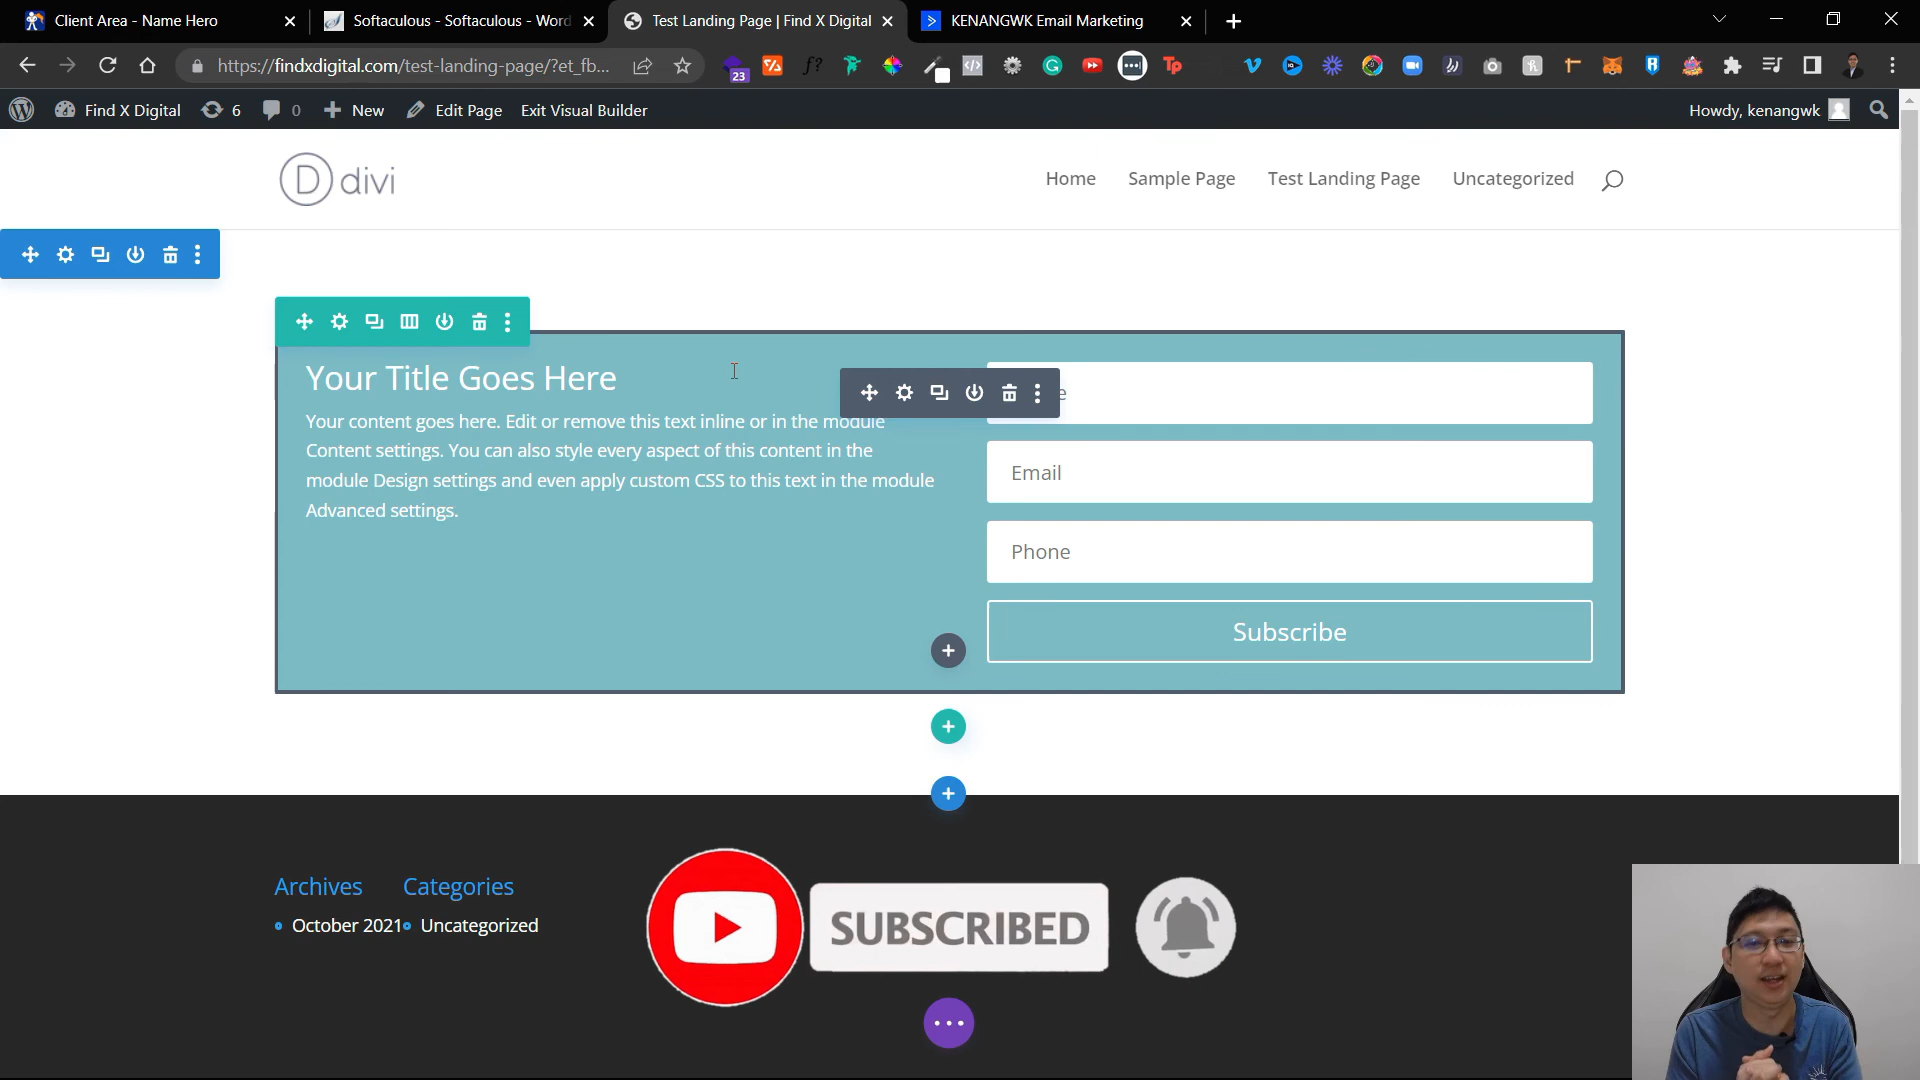 Client Area - Name Hero
Softaculous - Softaculous - Word
Test Landing Page | Find X Digital
KENANGWK Email Marketing
https://findxdigital.com/test-landing-page/?et_fb...
23
f?
Tp
Find X Digital
6
0
New
Edit Page
Exit Visual Builder
Howdy, kenangwk
D divi
Home
Sample Page
Test Landing Page
Uncategorized
Your Title Goes Here
Your content goes here. Edit or remove this text inline or in the module
Content settings. You can also style every aspect of this content in the
module Design settings and even apply custom CSS to this text in the module
Advanced settings.
e
Email
Phone
Subscribe
Archives
October 2021
Categories
Uncategorized
SUBSCRIBED